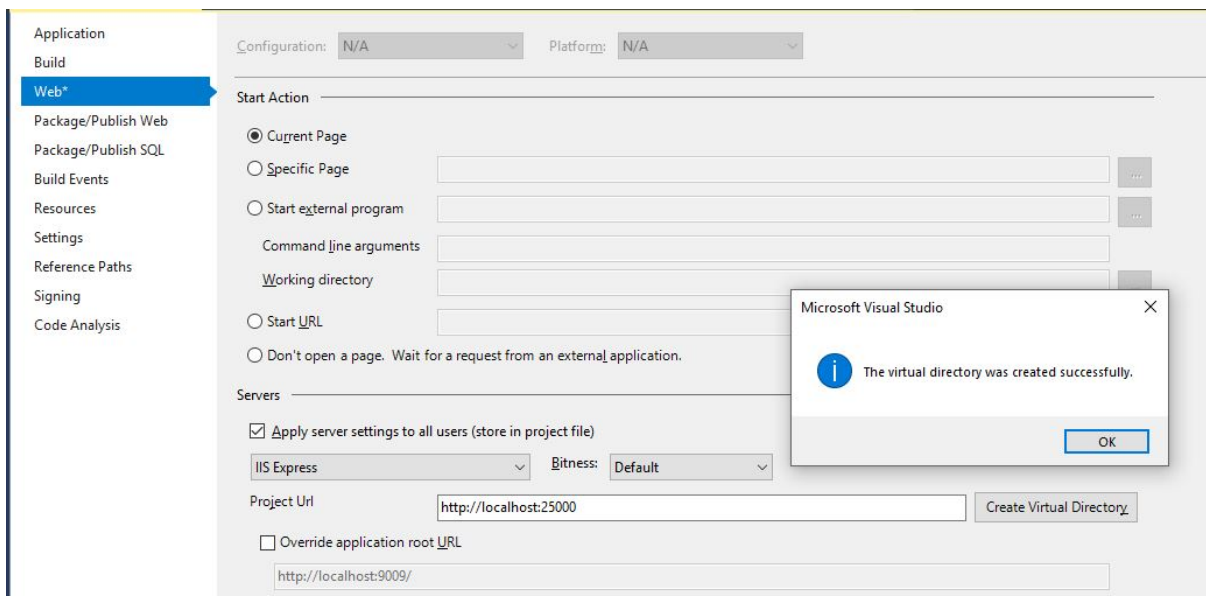 Application
Build
Web*
Package/Publish Web
Package/Publish SQL
Build Events
Resources
Settings
Reference Paths
Signing
Code Analysis
Configuration: N/A Platform: N/A
Start Action
Current Page
Specific Page ...
Start external program ...
Command line arguments
Working directory ...
Start URL
Don't open a page. Wait for a request from an external application.
Servers
Apply server settings to all users (store in project file)
IIS Express Bitness: Default
Project Url http://localhost:25000 Create Virtual Directory
Override application root URL
http://localhost:9009/
Microsoft Visual Studio
The virtual directory was created successfully.
OK